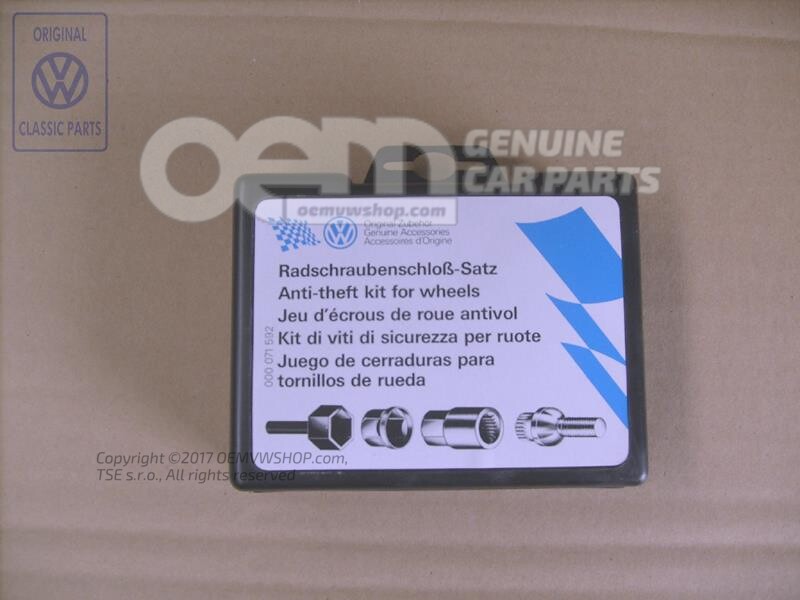 ORIGINAL
CLASSIC PARTS
oem GENUINE
CAR PARTS
oemvwshop.com
Original Zubehör
Genuine Accessories
Accessoires d'Origine
Radschraubenschloß-Satz
Anti-theft kit for wheels
Jeu d'écrous de roue antivol
Kit di viti di sicurezza per ruote
Juego de cerraduras para
tornillos de rueda
000 071 592
Copyright ©2017 OEMVWSHOP.com,
TSE s.r.o., All rights reserved